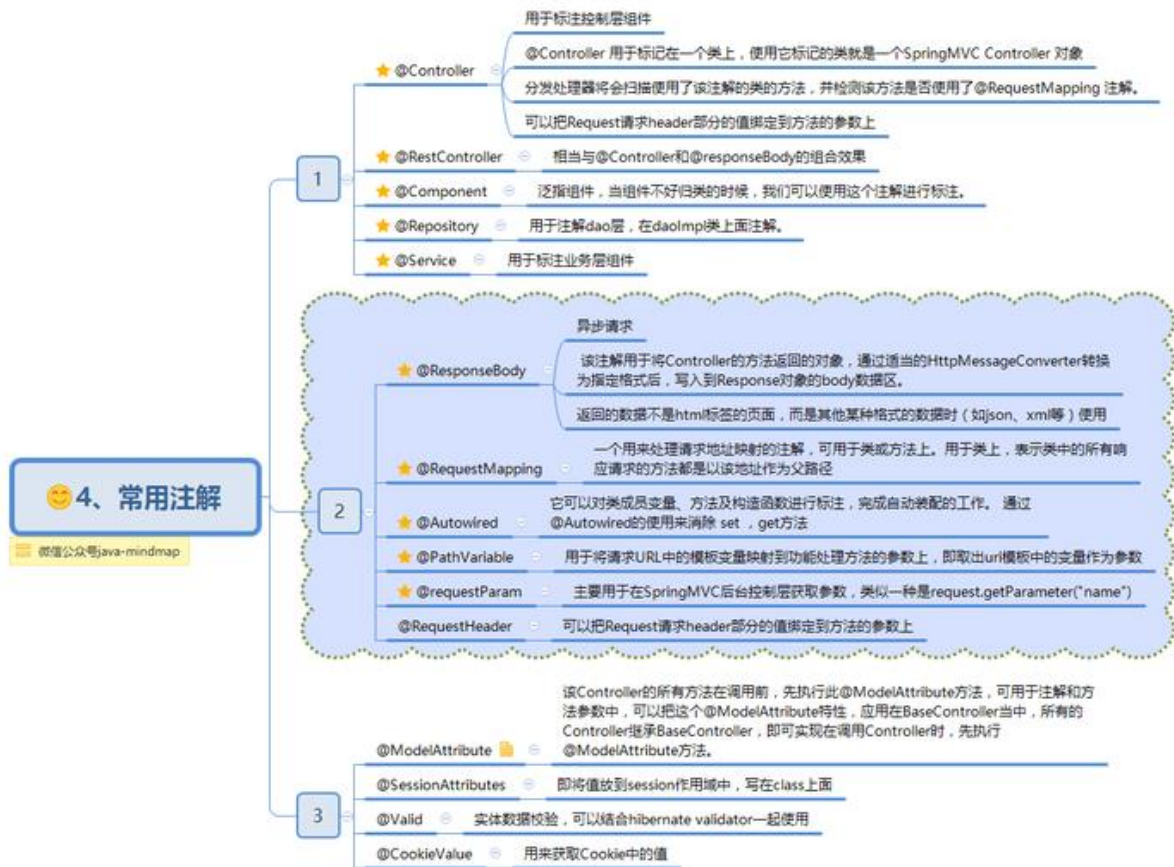 用于标注控制层组件
@Controller 用于标记在一个类上，使用它标记的类就是一个SpringMVC Controller 对象
@Controller
分发处理器将会扫描使用了该注解的类的方法，并检测该方法是否使用了@RequestMapping 注解。
可以把Request请求header部分的值绑定到方法的参数上
1
@RestController
相当与@Controller和@responseBody的组合效果
@Component
泛指组件，当组件不好归类的时候，我们可以使用这个注解进行标注。
@Repository
用于注解dao层，在daoImpl类上面注解。
@Service
用于标注业务层组件
异步请求
@ResponseBody
该注解用于将Controller的方法返回的对象，通过适当的HttpMessageConverter转换
为指定格式后，写入到Response对象的body数据区。
返回的数据不是html标签的页面，而是其他某种格式的数据时（如json、xml等）使用
@RequestMapping
一个用来处理请求地址映射的注解，可用于类或方法上。用于类上，表示类中的所有响
应请求的方法都是以该地址作为父路径
4、常用注解
微信公众号java-mindmap
2
@Autowired
它可以对类成员变量、方法及构造函数进行标注，完成自动装配的工作。 通过
@Autowired的使用来消除 set ，get方法
@PathVariable
用于将请求URL中的模板变量映射到功能处理方法的参数上，即取出uri模板中的变量作为参数
@requestParam
主要用于在SpringMVC后台控制层获取参数，类似一种是request.getParameter("name")
@RequestHeader
可以把Request请求header部分的值绑定到方法的参数上
@ModelAttribute
该Controller的所有方法在调用前，先执行此@ModelAttribute方法，可用于注解和方
法参数中，可以把这个@ModelAttribute特性，应用在BaseController当中，所有的
Controller继承BaseController，即可实现在调用Controller时，先执行
@ModelAttribute方法。
@SessionAttributes
即将值放到session作用域中，写在class上面
3
@Valid
实体数据校验，可以结合hibernate validator一起使用
@CookieValue
用来获取Cookie中的值